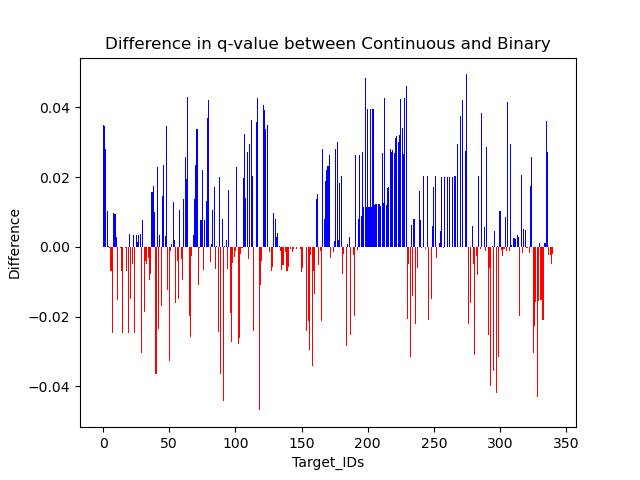 Difference in q-value between Continuous and Binary
0.04
0.02
0.00
−0.02
−0.04
Difference
0 50 100 150 200 250 300 350
Target_IDs